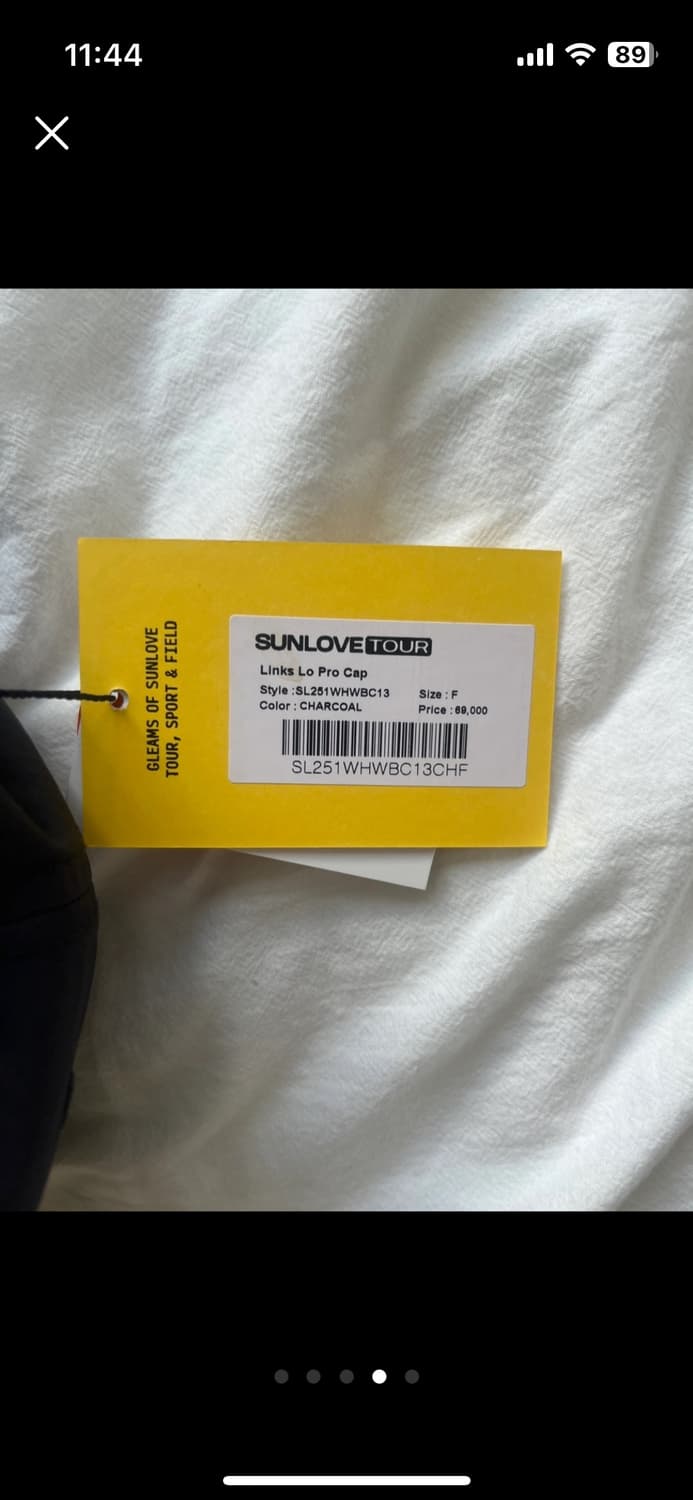 11:44
89
GLEAMS OF SUNLOVE
TOUR, SPORT & FIELD
SUNLOVE TOUR
Links Lo Pro Cap
Style :SL251WHWBC13
Size : F
Color : CHARCOAL
Price : 69,000
SL251WHWBC13CHF